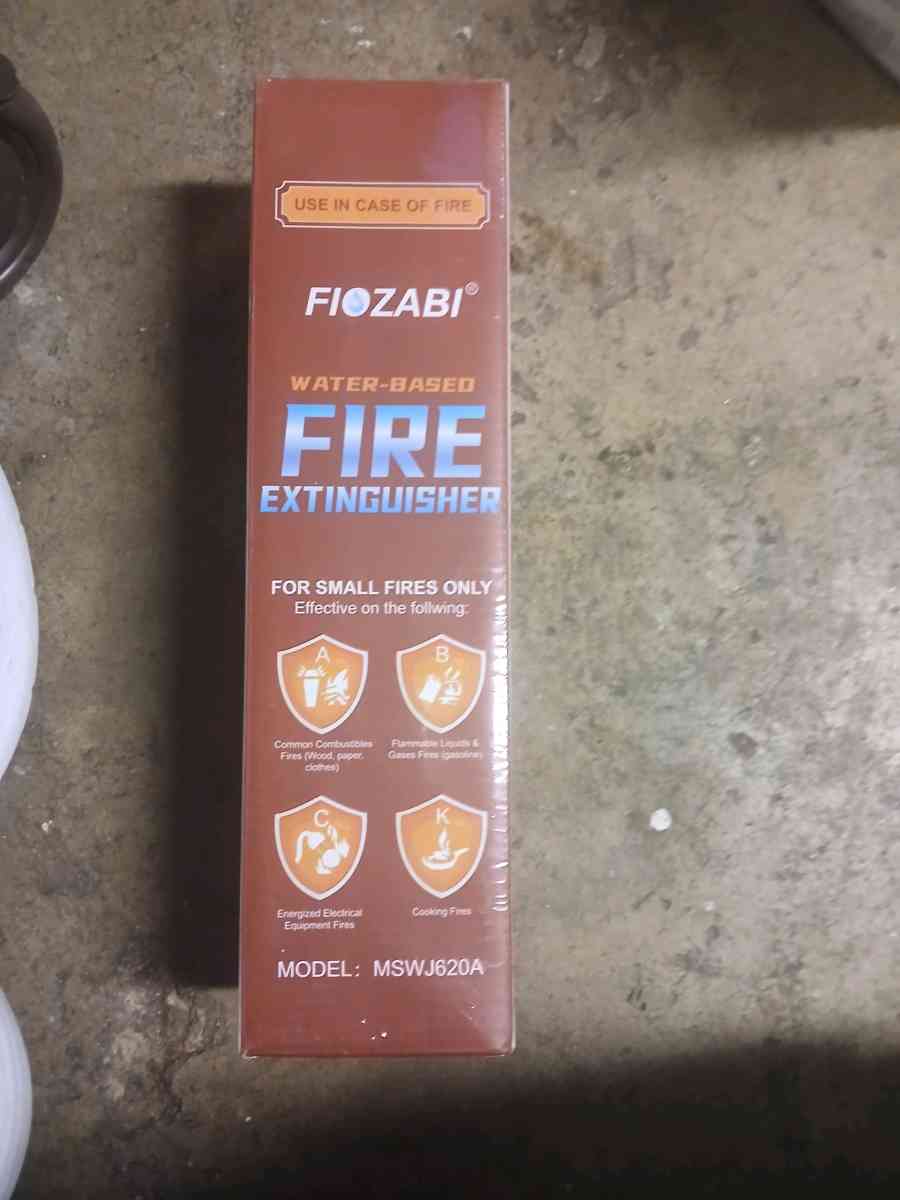 USE IN CASE OF FIRE
FIOZABI®
WATER-BASED
FIRE
EXTINGUISHER
FOR SMALL FIRES ONLY
Effective on the follwing:
A
B
Common Combustibles
Fires (Wood, paper,
clothes)
Flammable Liquids &
Gases Fires (gasoline)
C
K
Energized Electrical
Equipment Fires
Cooking Fires
MODEL: MSWJ620A